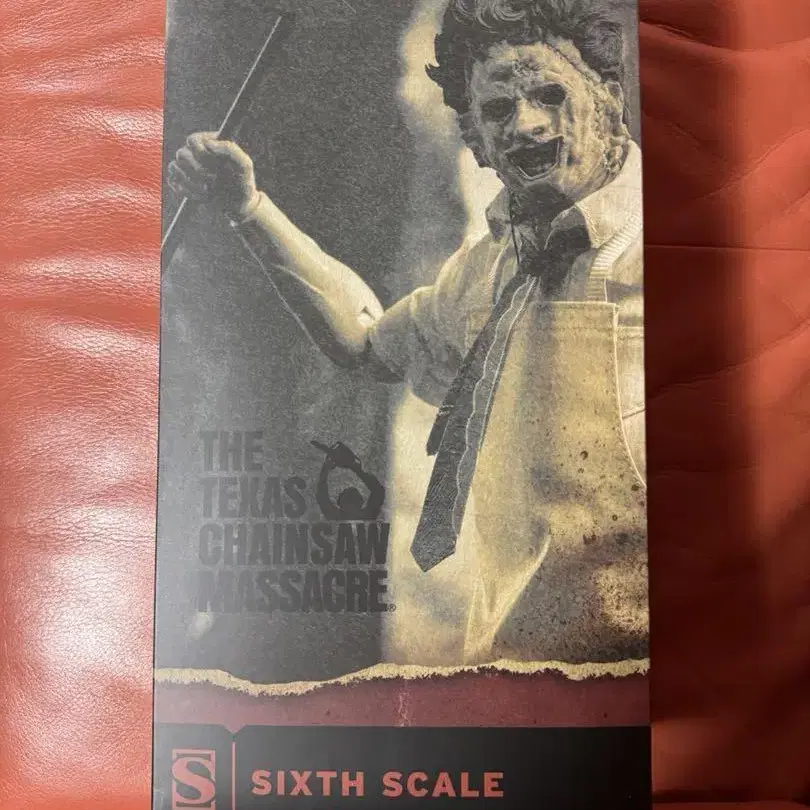 THE
TEXAS
CHAINSAW
MASSACRE®
S SIXTH SCALE